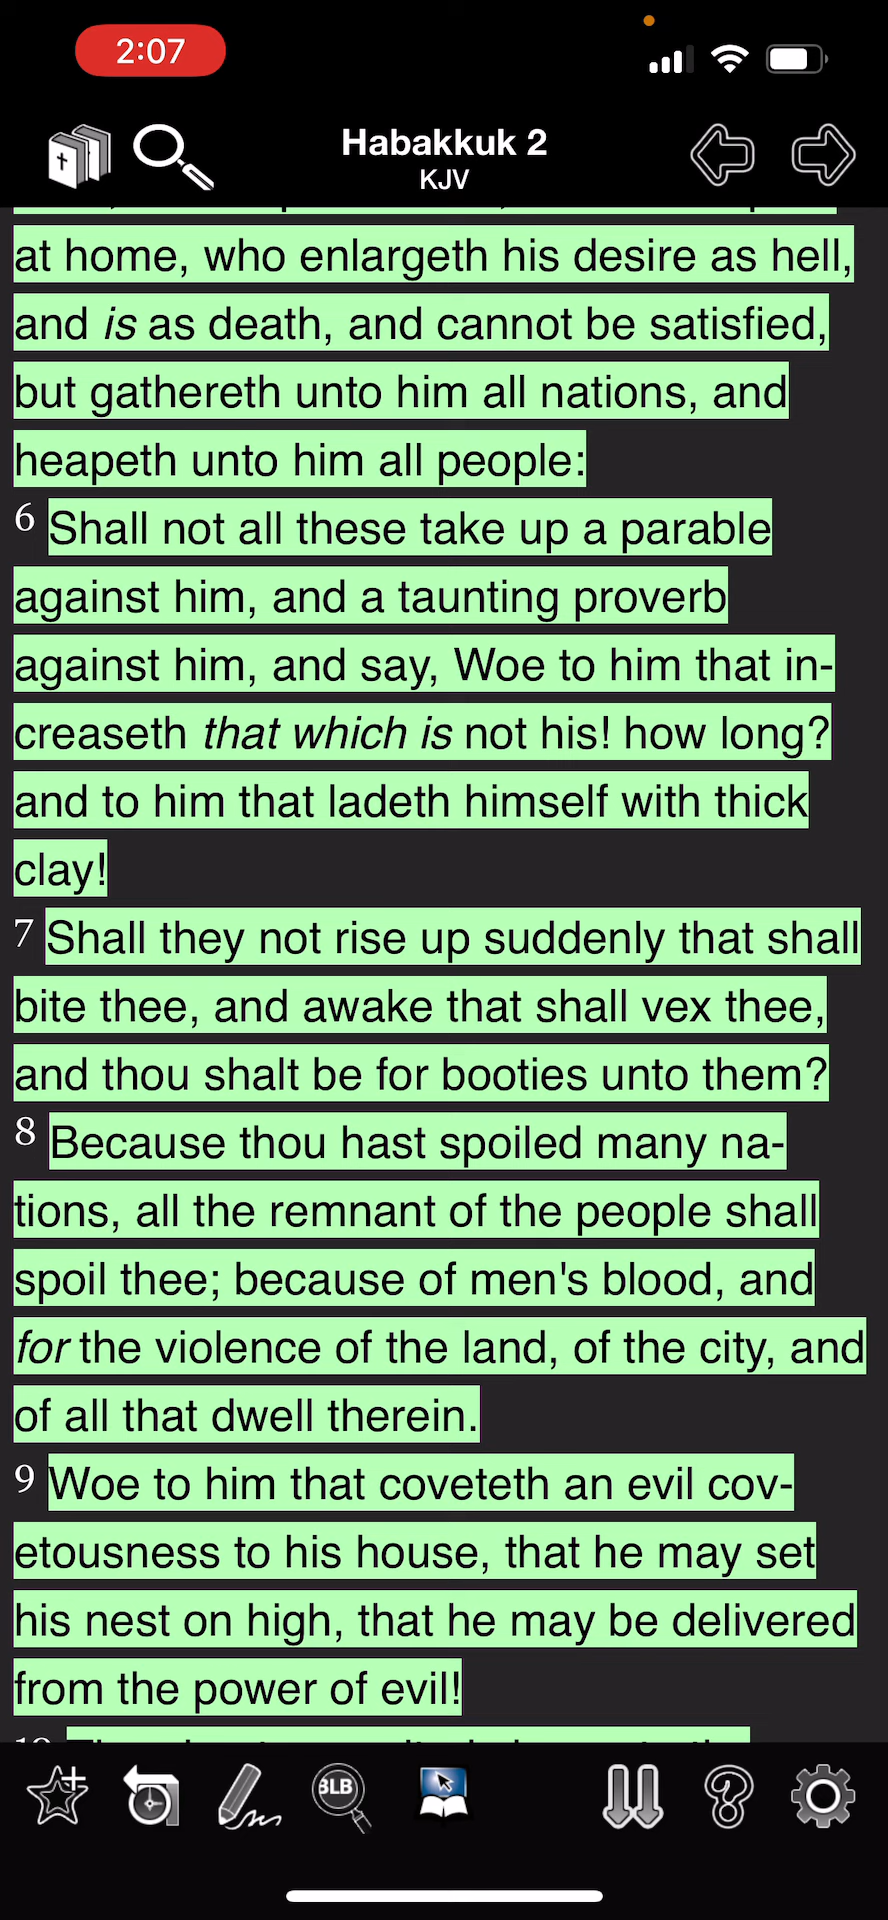 2:07
Habakkuk 2
KJV
at home, who enlargeth his desire as hell,
and is as death, and cannot be satisfied,
but gathereth unto him all nations, and
heapeth unto him all people:
6 Shall not all these take up a parable
against him, and a taunting proverb
against him, and say, Woe to him that in-
creaseth that which is not his! how long?
and to him that ladeth himself with thick
clay!
7 Shall they not rise up suddenly that shall
bite thee, and awake that shall vex thee,
and thou shalt be for booties unto them?
8 Because thou hast spoiled many na-
tions, all the remnant of the people shall
spoil thee; because of men's blood, and
for the violence of the land, of the city, and
of all that dwell therein.
9 Woe to him that coveteth an evil cov-
etousness to his house, that he may set
his nest on high, that he may be delivered
from the power of evil!
BLB